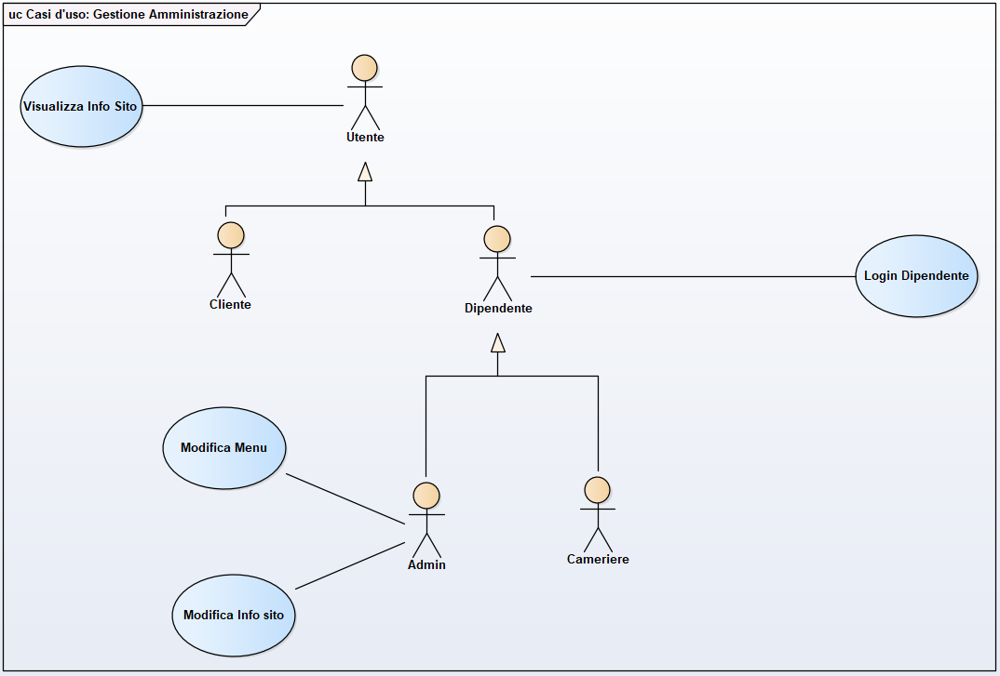 uc Casi d'uso: Gestione Amministrazione
Visualizza Info Sito
Utente
Cliente
Dipendente
Login Dipendente
Modifica Menu
Admin
Cameriere
Modifica Info sito